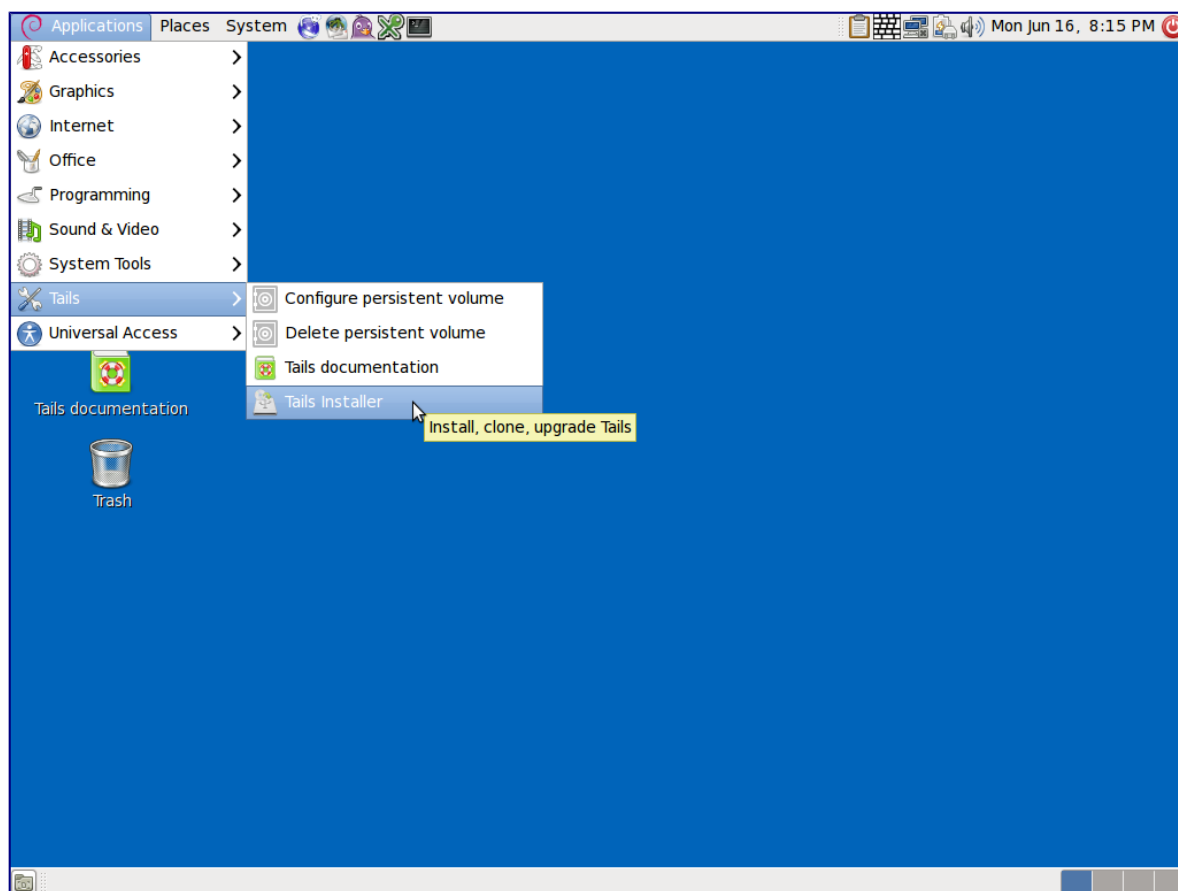 Applications Places System Mon Jun 16, 8:15 PM
Accessories
Graphics
Internet
Office
Programming
Sound & Video
System Tools
Tails
Universal Access
Configure persistent volume
Delete persistent volume
Tails documentation
Tails Installer
Install, clone, upgrade Tails
Tails documentation
Trash